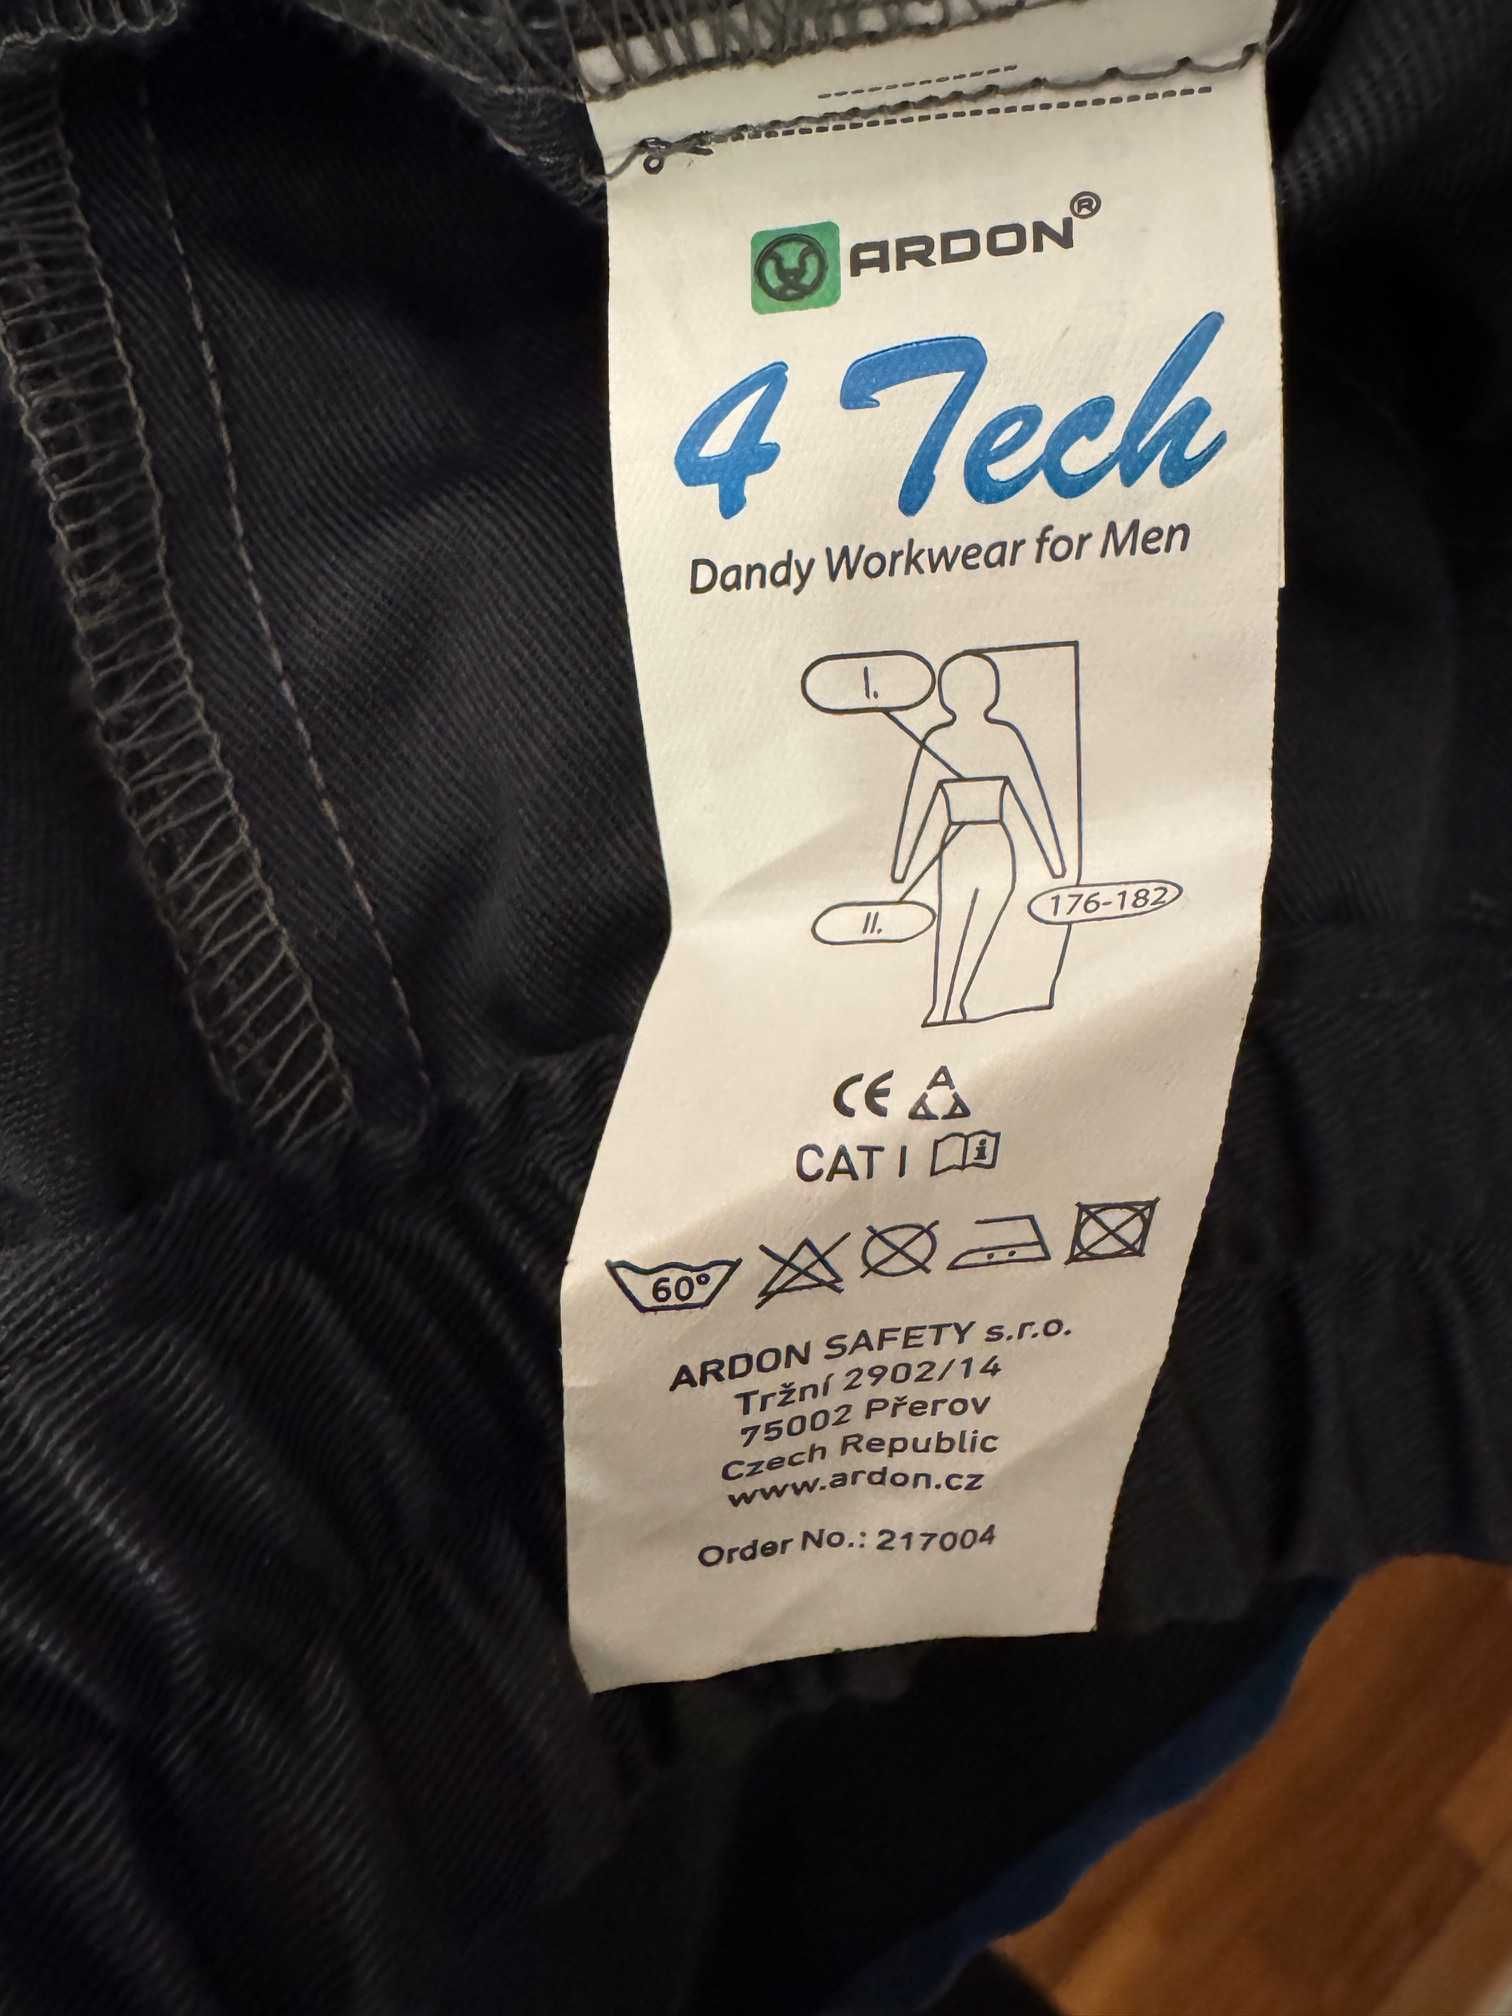 ARDON®
4 Tech
Dandy Workwear for Men
I.
II.
176-182
CE
CAT I i
60°
ARDON SAFETY s.r.o.
Tržní 2902/14
75002 Přerov
Czech Republic
www.ardon.cz
Order No.: 217004